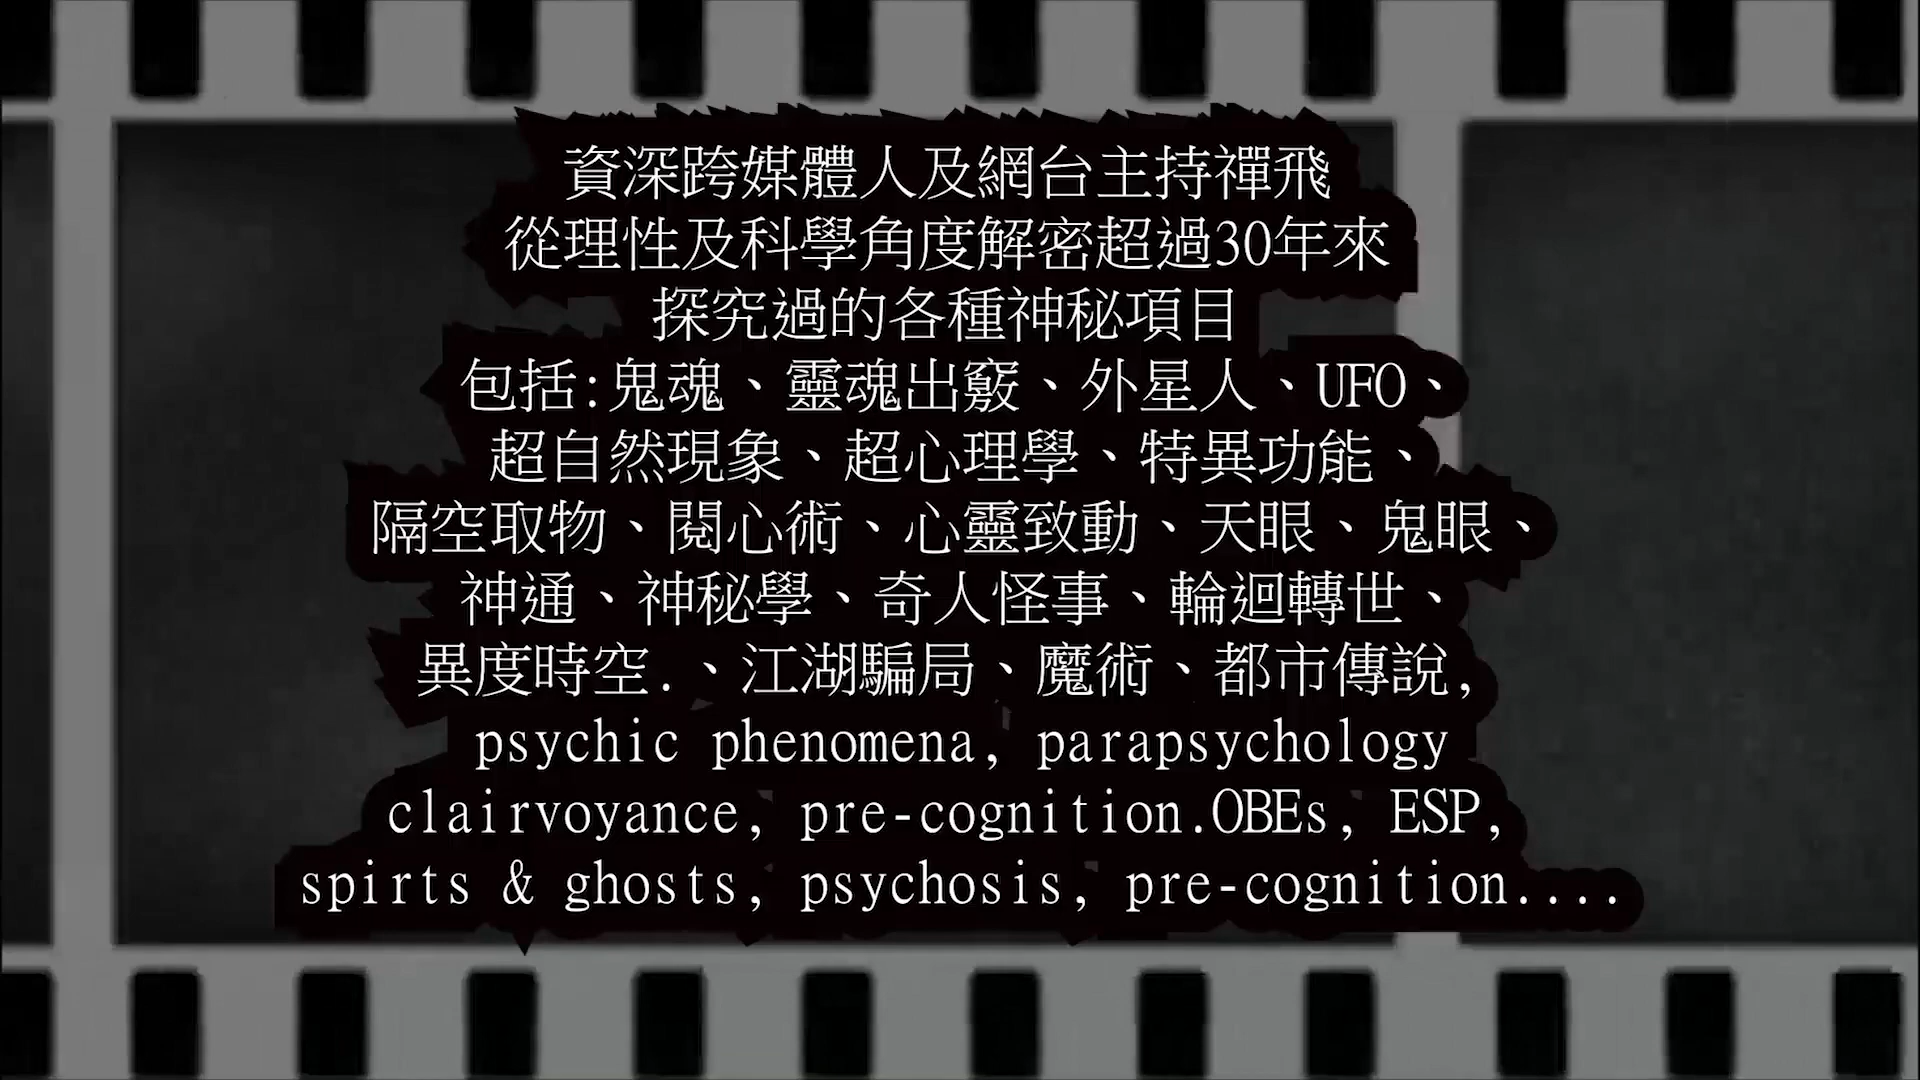 資深跨媒體人及網台主持禪飛
從理性及科學角度解密超過30年來
探究過的各種神秘項目
包括:鬼魂、靈魂出竅、外星人、UFO、
超自然現象、超心理學、特異功能、
隔空取物、閱心術、心靈致動、天眼、鬼眼、
神通、神秘學、奇人怪事、輪迴轉世、
異度時空.、江湖騙局、魔術、都市傳說,
psychic phenomena, parapsychology
clairvoyance, pre-cognition.OBEs, ESP,
spirts & ghosts, psychosis, pre-cognition....